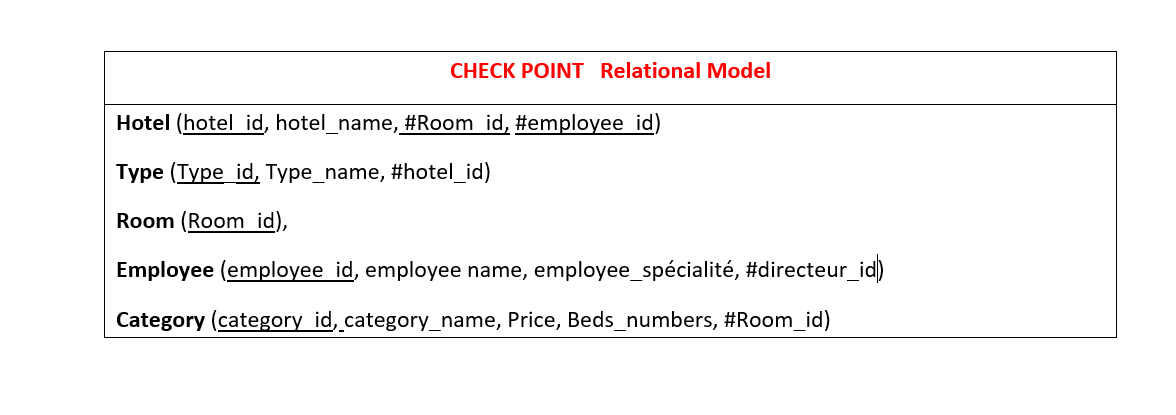 CHECK POINT Relational Model
Hotel (hotel_id, hotel_name, #Room_id, #employee_id)
Type (Type_id, Type_name, #hotel_id)
Room (Room_id),
Employee (employee_id, employee name, employee_spécialité, #directeur_id)
Category (category_id, category_name, Price, Beds_numbers, #Room_id)